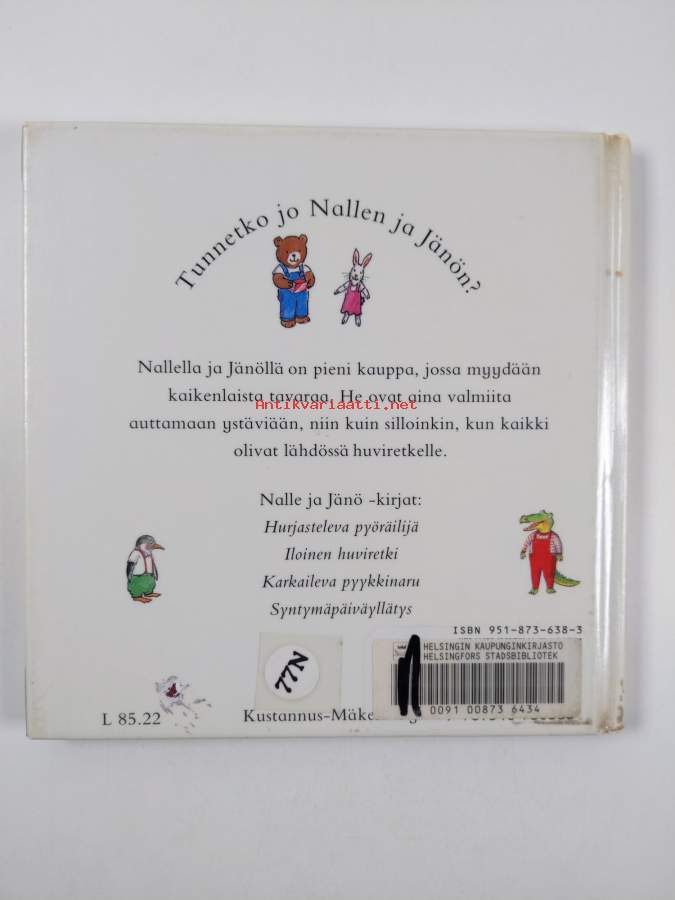 Tunnetko jo Nallen ja Jänön?
Nallella ja Jänöllä on pieni kauppa, jossa myydään
kaikenlaista tavaraa. He ovat aina valmiita
Antikvariaatti.net
auttamaan ystäviään, niin kuin silloinkin, kun kaikki
olivat lähdössä huviretkelle.
Nalle ja Jänö -kirjat:
Hurjasteleva pyöräilijä
Iloinen huviretki
Karkaileva pyykkinaru
Syntymäpäiväyllätys
ISBN 951-873-638-3
HELSINGIN KAUPUNGINKIRJASTO
HELSINGFORS STADSBIBLIOTEK
77N
0091 00873 6434
L 85.22
Kustannus-Mäke